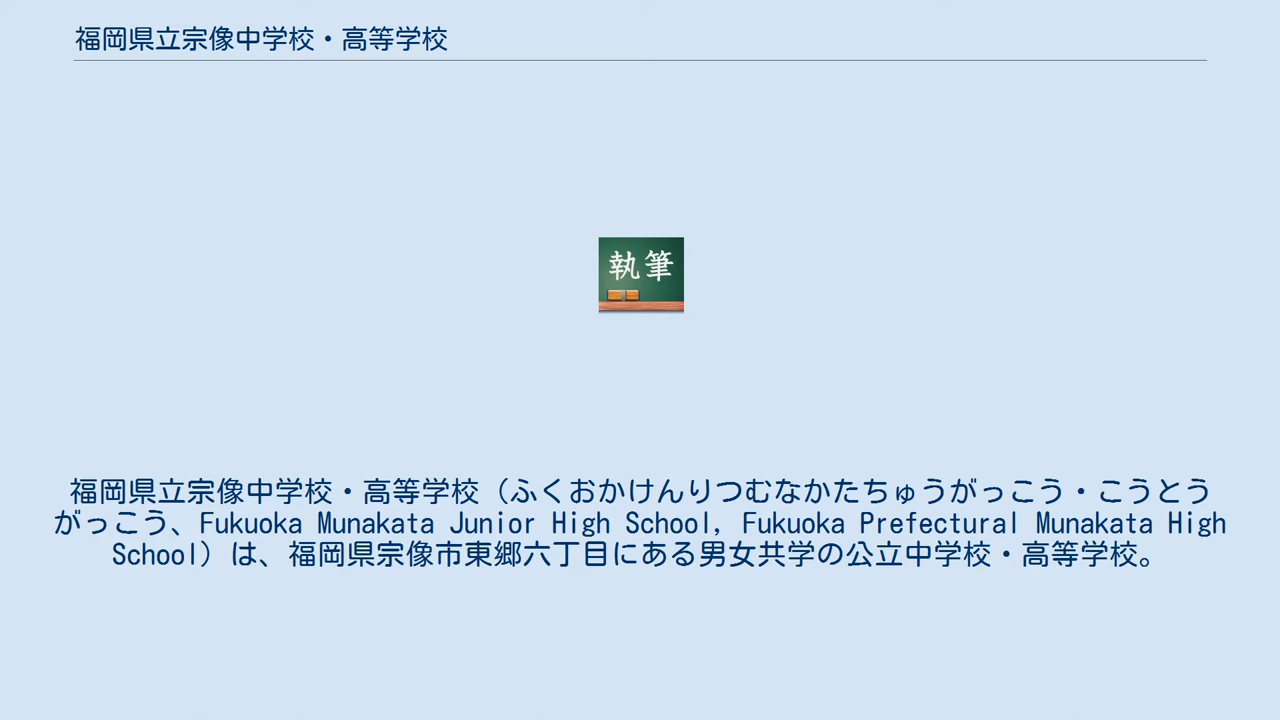 福岡県立宗像中学校・高等学校
執筆
福岡県立宗像中学校・高等学校（ふくおかけんりつむなかたちゅうがっこう・こうとう
がっこう、Fukuoka Munakata Junior High School, Fukuoka Prefectural Munakata High
School）は、福岡県宗像市東郷六丁目にある男女共学の公立中学校・高等学校。